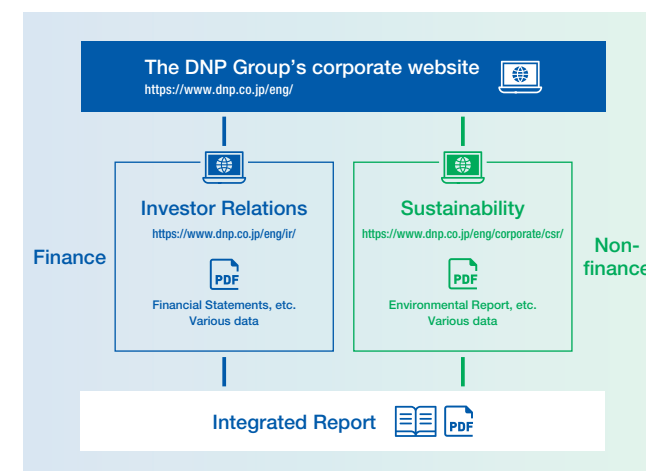 The DNP Group's corporate website
https://www.dnp.co.jp/eng/
Finance
Investor Relations
https://www.dnp.co.jp/eng/ir/
PDF
Financial Statements, etc.
Various data
Sustainability
https://www.dnp.co.jp/eng/corporate/csr/
PDF
Environmental Report, etc.
Various data
Non-
finance
Integrated Report
PDF